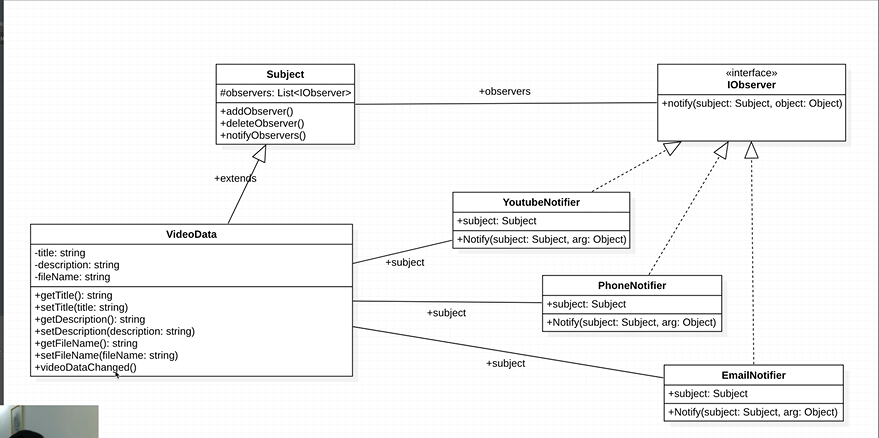 Subject
#observers: List<IObserver>
+addObserver()
+deleteObserver()
+notifyObservers()
+observers
«interface»
IObserver
+notify(subject: Subject, object: Object)
+extends
VideoData
-title: string
-description: string
-fileName: string
+getTitle(): string
+setTitle(title: string)
+getDescription(): string
+setDescription(description: string)
+getFileName(): string
+setFileName(fileName: string)
+videoDataChanged()
YoutubeNotifier
+subject: Subject
+Notify(subject: Subject, arg: Object)
+subject
PhoneNotifier
+subject: Subject
+Notify(subject: Subject, arg: Object)
+subject
EmailNotifier
+subject: Subject
+Notify(subject: Subject, arg: Object)
+subject